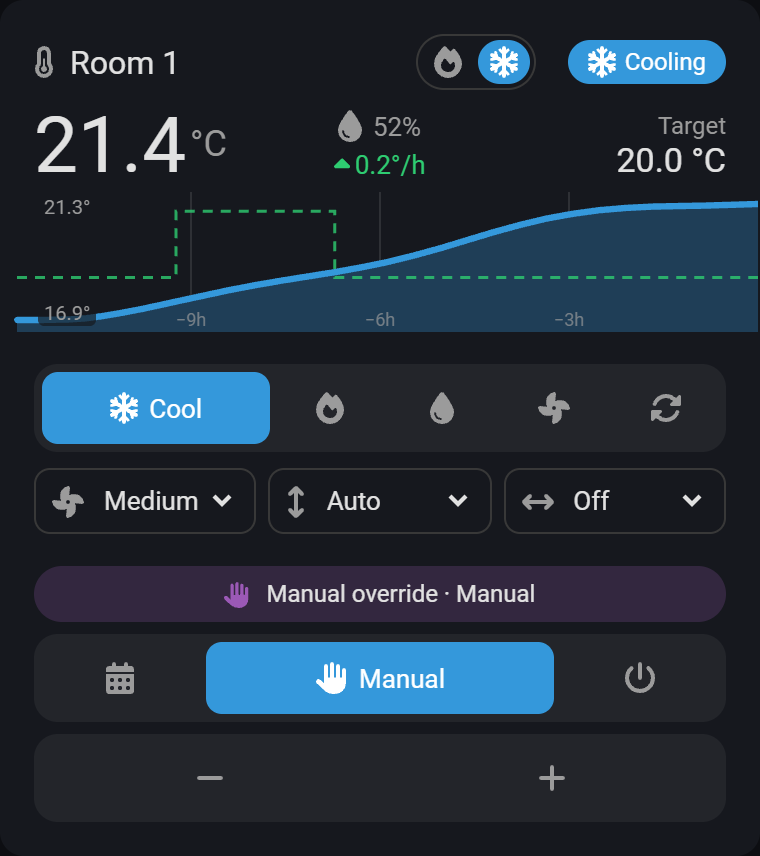 Room 1
Cooling
21.4 °C
52%
0.2°/h
Target
20.0 °C
21.3°
16.9°
−9h −6h −3h
Cool
Medium Auto Off
Manual override · Manual
Manual